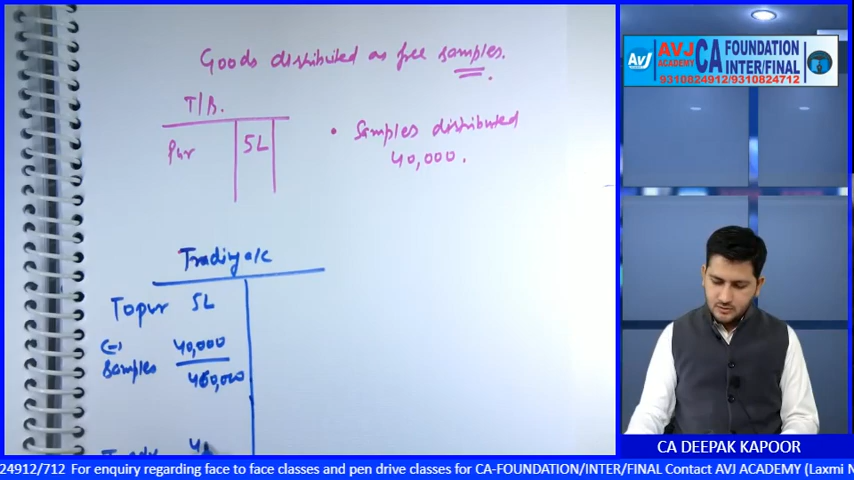 Goods distributed as free samples.
T/B.
Pur 5L
• Samples distributed
40,000.
Trading a/c
To pur 5L
(-)
Samples 40,000
460,000
AVJ
AVJ
ACADEMY
CA
FOUNDATION
INTER/FINAL
9310824912/9310824712
CA DEEPAK KAPOOR
24912/712 For enquiry regarding face to face classes and pen drive classes for CA-FOUNDATION/INTER/FINAL Contact AVJ ACADEMY (Laxmi N